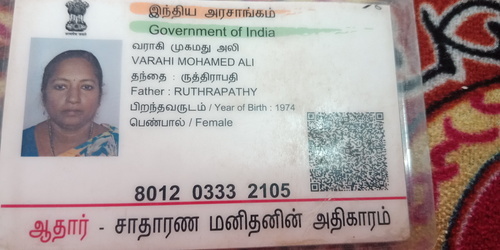 இந்திய அரசாங்கம்
Government of India
வராகி முகமது அலி
VARAHI MOHAMED ALI
தந்தை : ருத்திராபதி
Father : RUTHRAPATHY
பிறந்தவருடம் / Year of Birth : 1974
பெண்பால் / Female
8012 0333 2105
ஆதார் - சாதாரண மனிதனின் அதிகாரம்